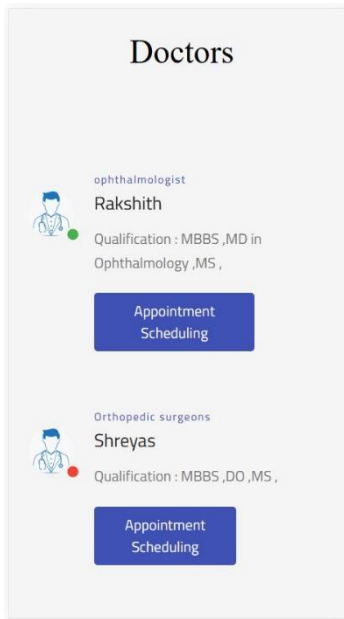 Doctors
ophthalmologist
Rakshith
Qualification : MBBS ,MD in
Ophthalmology ,MS ,
Appointment
Scheduling
Orthopedic surgeons
Shreyas
Qualification : MBBS ,DO ,MS ,
Appointment
Scheduling